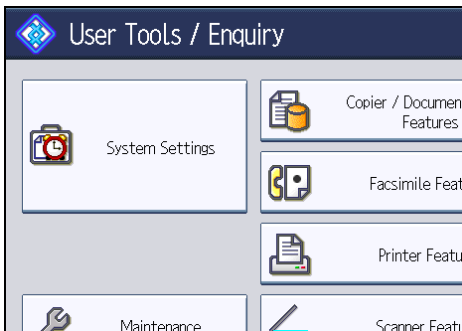 User Tools / Enquiry
System Settings
Copier / Documen
Features
Facsimile Feat
Printer Featu
Maintenance
Scanner Featu